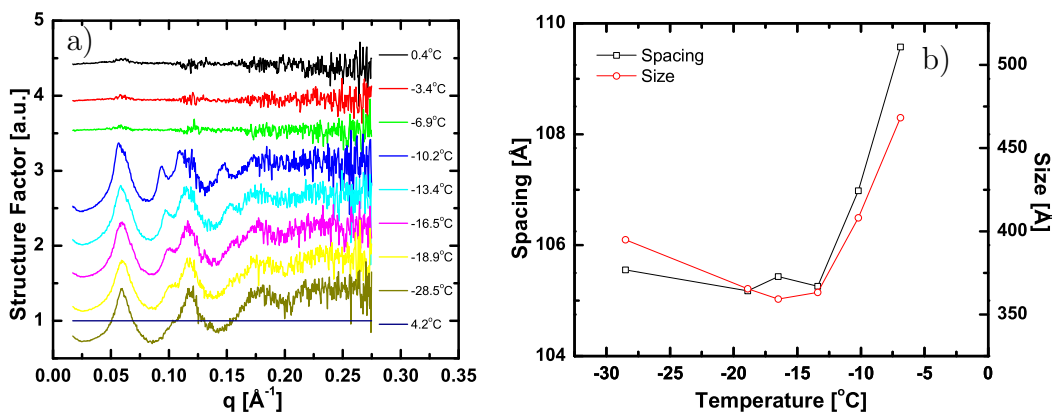 a)
5
4
3
2
1
Structure Factor [a.u.]
0.4°C
-3.4°C
-6.9°C
-10.2°C
-13.4°C
-16.5°C
-18.9°C
-28.5°C
4.2°C
0.00 0.05 0.10 0.15 0.20 0.25 0.30 0.35
q [Å⁻¹]
b)
Spacing
Size
110
108
106
104
Spacing [Å]
500
450
400
350
Size [Å]
-30 -25 -20 -15 -10 -5 0
Temperature [°C]